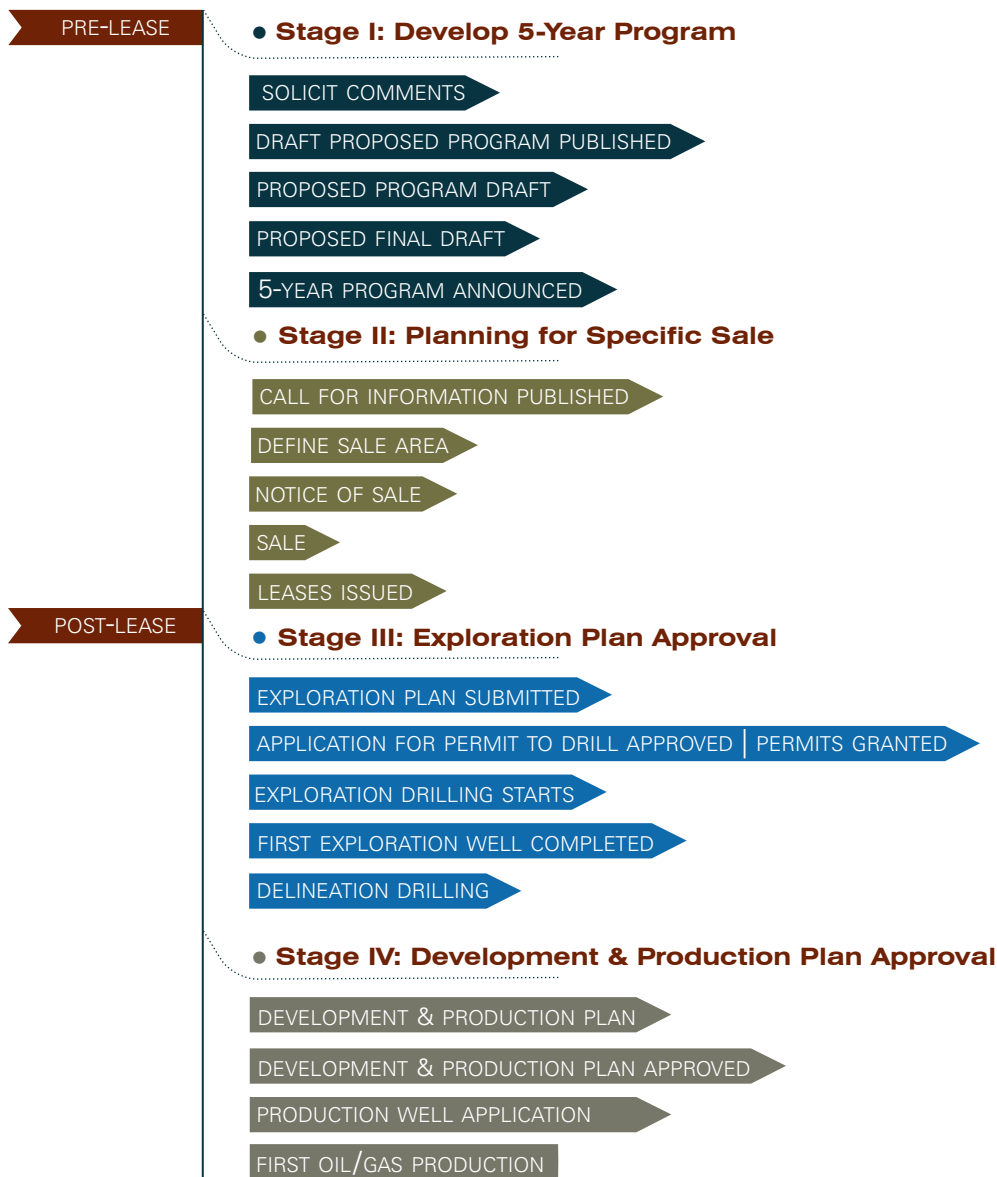 PRE-LEASE
• Stage I: Develop 5-Year Program
SOLICIT COMMENTS
DRAFT PROPOSED PROGRAM PUBLISHED
PROPOSED PROGRAM DRAFT
PROPOSED FINAL DRAFT
5-YEAR PROGRAM ANNOUNCED
• Stage II: Planning for Specific Sale
CALL FOR INFORMATION PUBLISHED
DEFINE SALE AREA
NOTICE OF SALE
SALE
LEASES ISSUED
POST-LEASE
• Stage III: Exploration Plan Approval
EXPLORATION PLAN SUBMITTED
APPLICATION FOR PERMIT TO DRILL APPROVED | PERMITS GRANTED
EXPLORATION DRILLING STARTS
FIRST EXPLORATION WELL COMPLETED
DELINEATION DRILLING
• Stage IV: Development & Production Plan Approval
DEVELOPMENT & PRODUCTION PLAN
DEVELOPMENT & PRODUCTION PLAN APPROVED
PRODUCTION WELL APPLICATION
FIRST OIL/GAS PRODUCTION